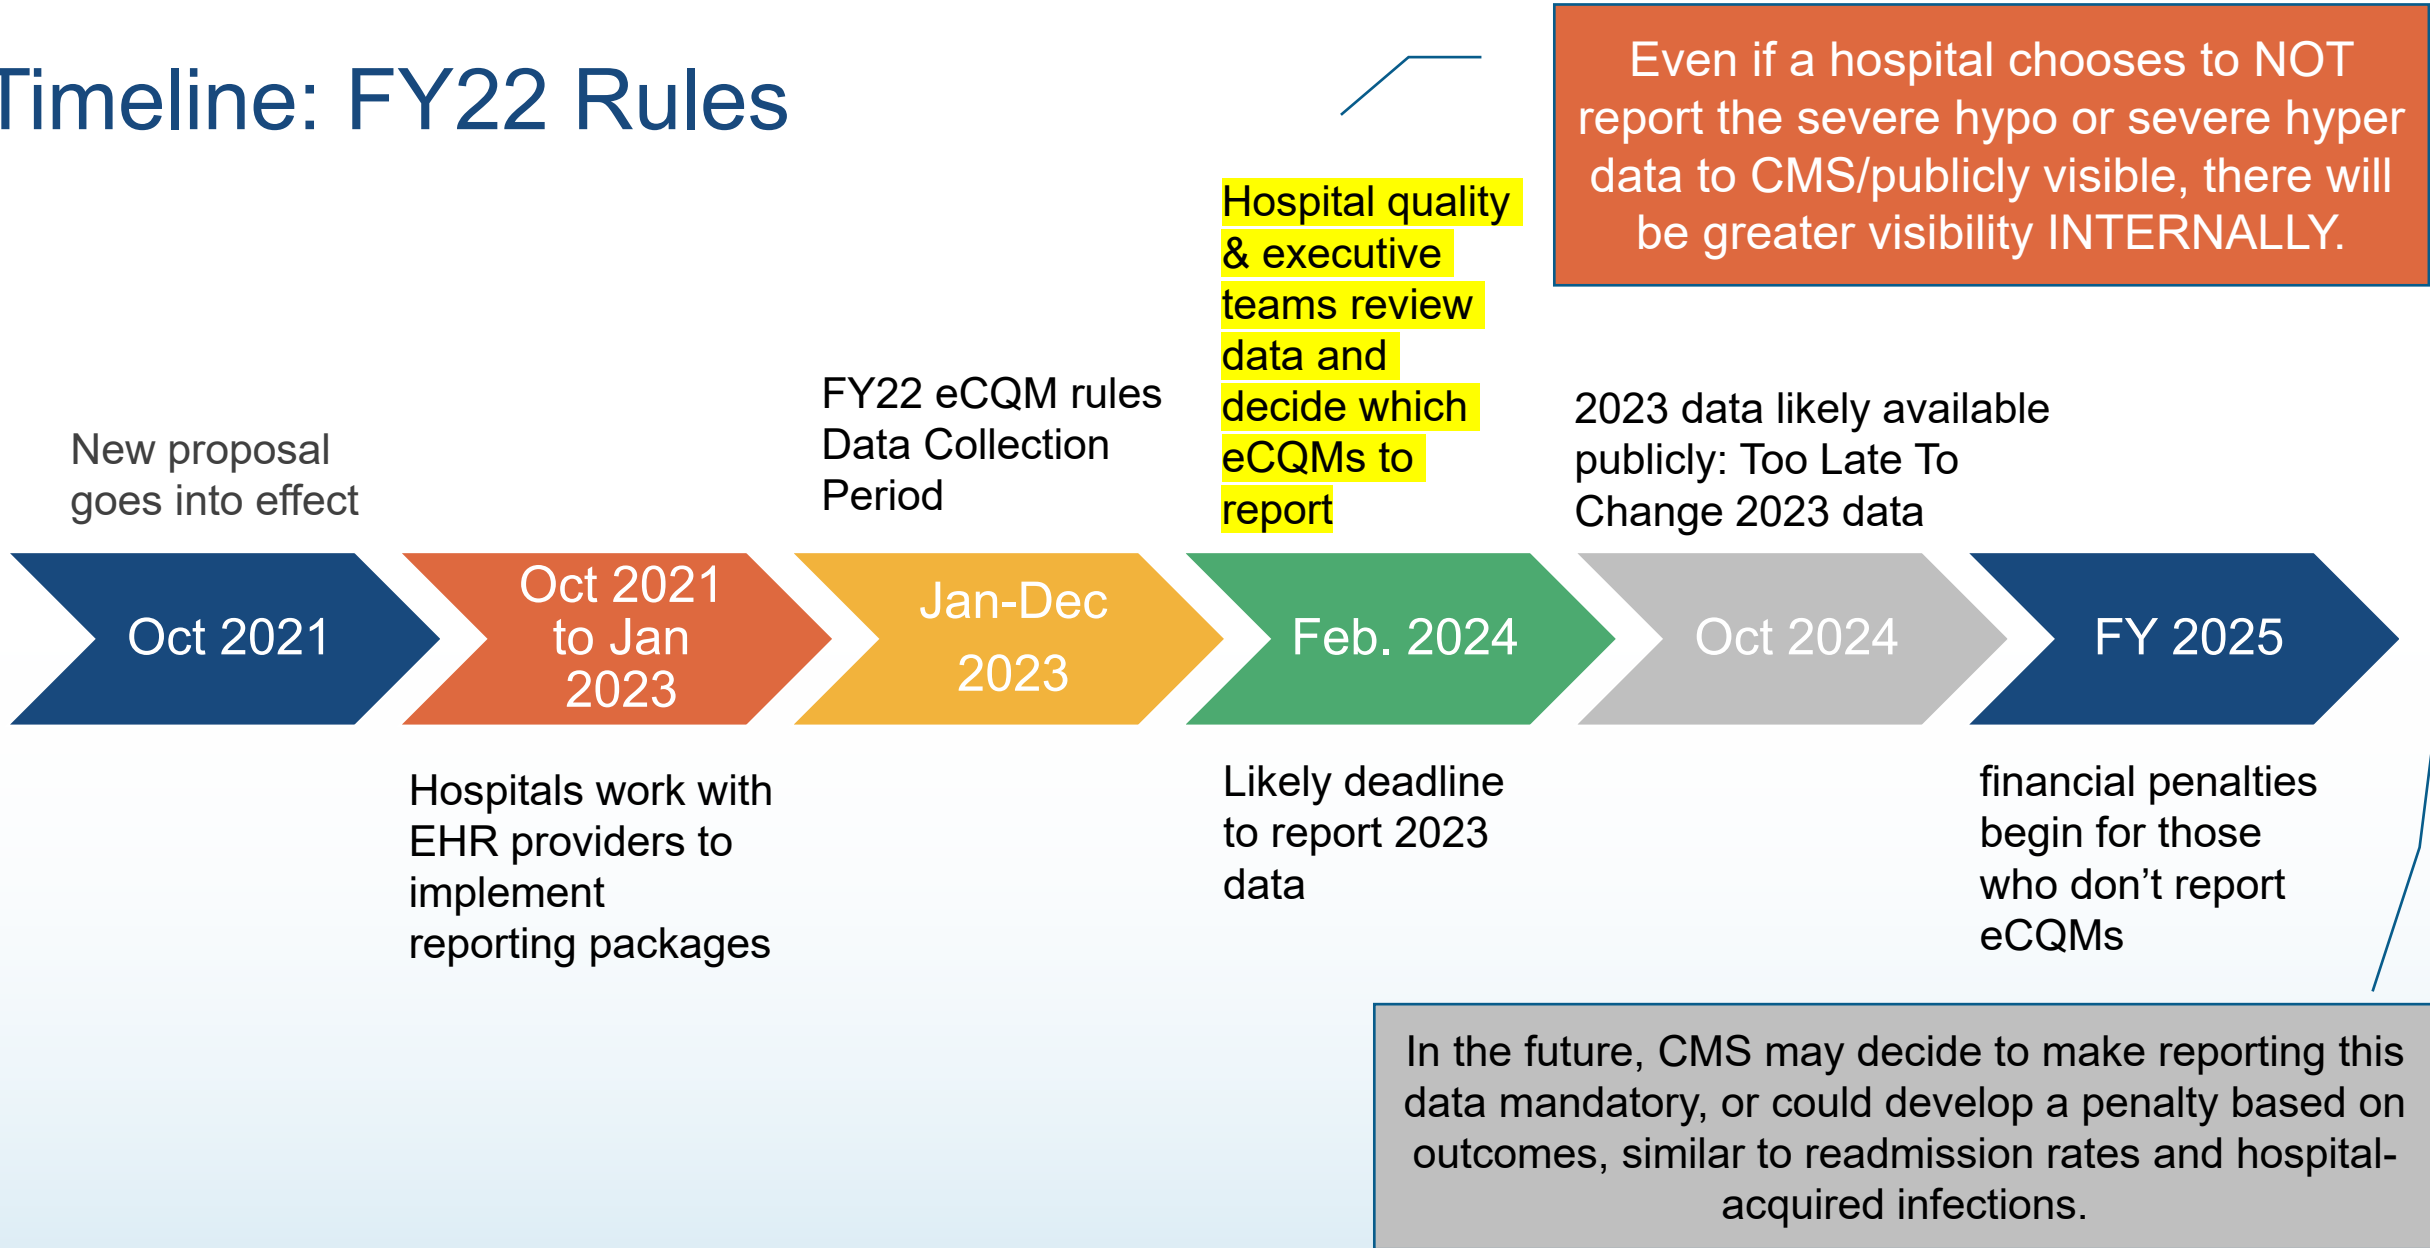 Timeline: FY22 Rules
Even if a hospital chooses to NOT
report the severe hypo or severe hyper
data to CMS/publicly visible, there will
be greater visibility INTERNALLY.
New proposal
goes into effect
FY22 eCQM rules
Data Collection
Period
Hospital quality
& executive
teams review
data and
decide which
eCQMs to
report
2023 data likely available
publicly: Too Late To
Change 2023 data
Oct 2021
Oct 2021
to Jan
2023
Jan-Dec
2023
Feb. 2024
Oct 2024
FY 2025
Hospitals work with
EHR providers to
implement
reporting packages
Likely deadline
to report 2023
data
financial penalties
begin for those
who don’t report
eCQMs
In the future, CMS may decide to make reporting this
data mandatory, or could develop a penalty based on
outcomes, similar to readmission rates and hospital-
acquired infections.